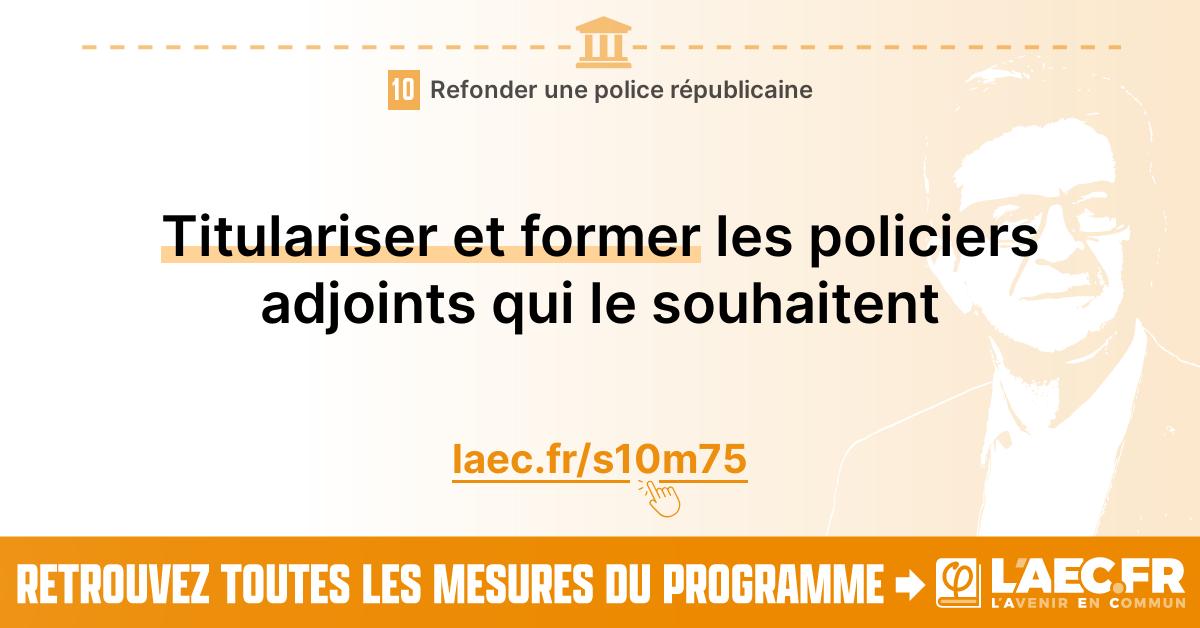 10 Refonder une police républicaine
Titulariser et former les policiers
adjoints qui le souhaitent
laec.fr/s10m75
RETROUVEZ TOUTES LES MESURES DU PROGRAMME
φ L'AEC.FR
L'AVENIR EN COMMUN